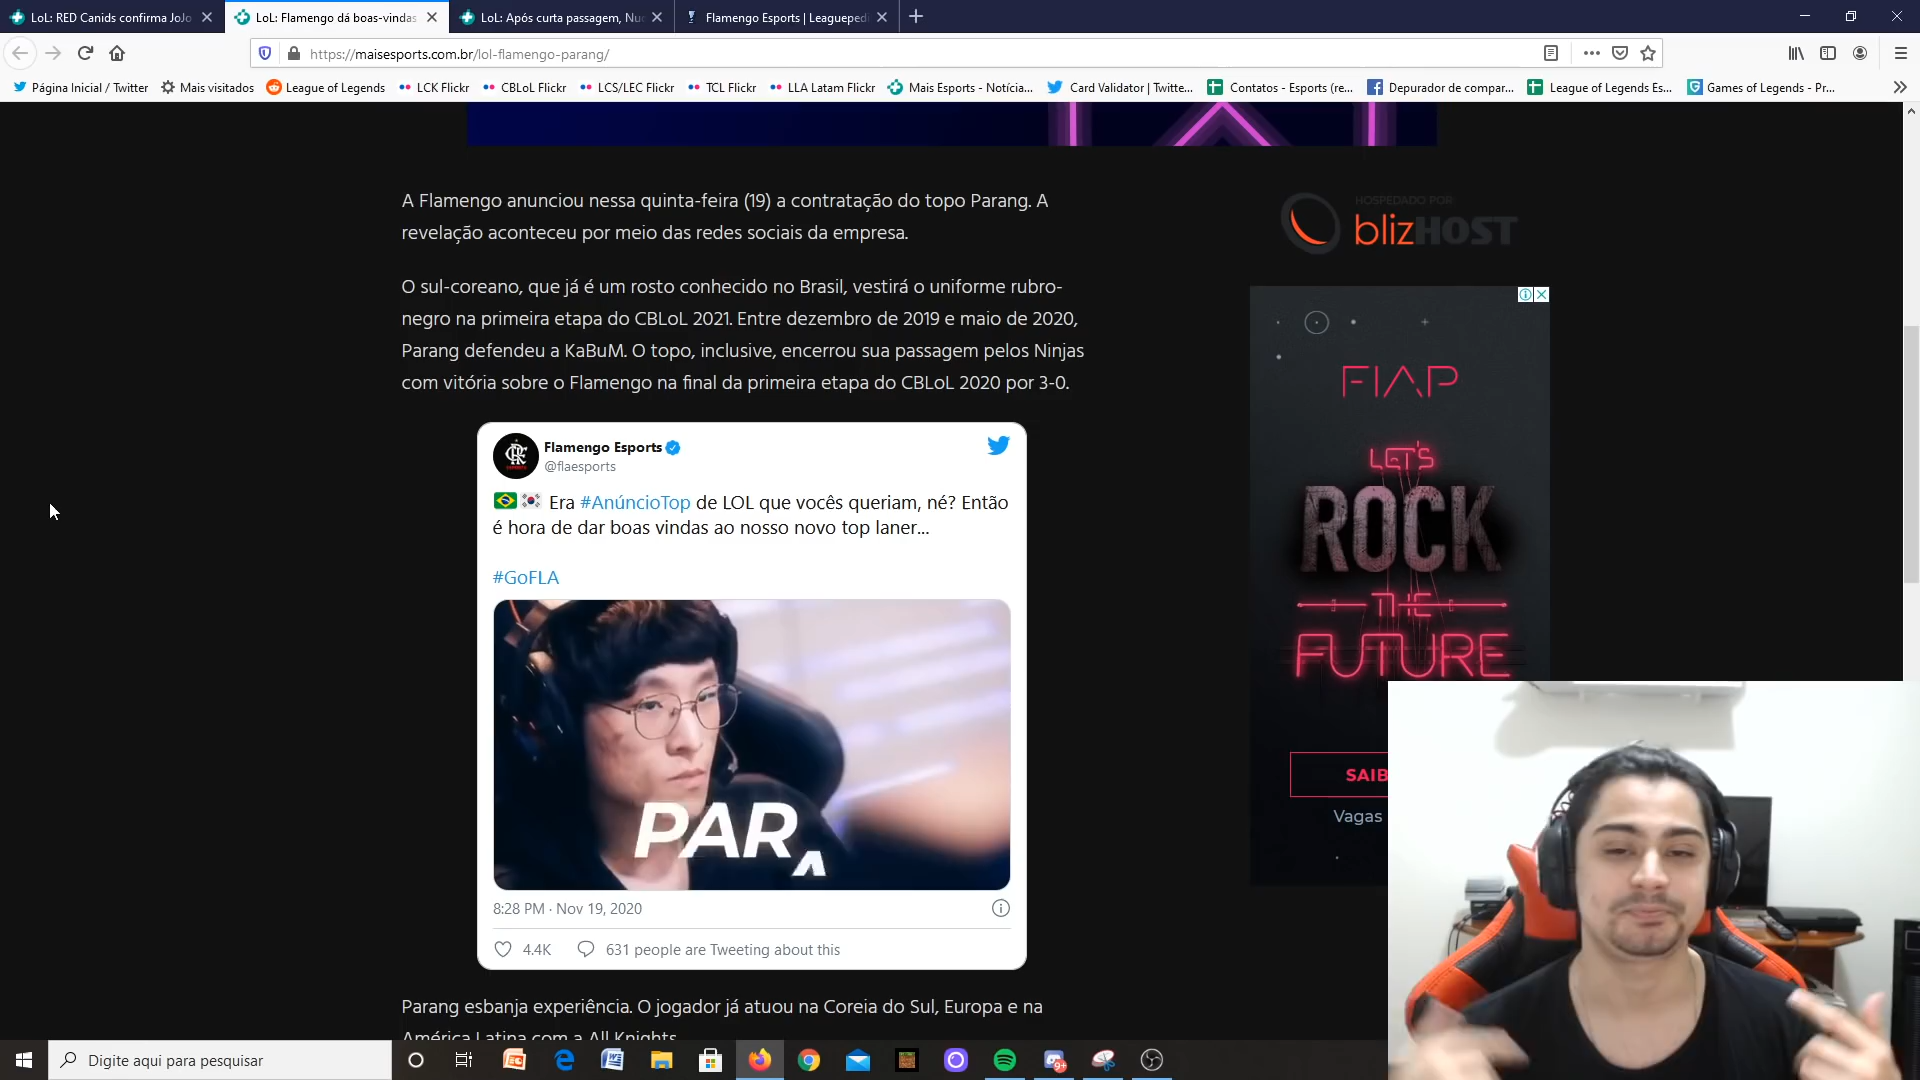 LoL: RED Canids confirma JoJo
LoL: Flamengo dá boas-vindas
LoL: Após curta passagem, Nu
Flamengo Esports | Leaguepedi
https://maisesports.com.br/lol-flamengo-parang/
Página Inicial / Twitter
Mais visitados
League of Legends
LCK Flickr
CBLoL Flickr
LCS/LEC Flickr
TCL Flickr
LLA Latam Flickr
Mais Esports - Notícia...
Card Validator | Twitte...
Contatos - Esports (re...
Depurador de compar...
League of Legends Es...
Games of Legends - Pr...
A Flamengo anunciou nessa quinta-feira (19) a contratação do topo Parang. A
revelação aconteceu por meio das redes sociais da empresa.
O sul-coreano, que já é um rosto conhecido no Brasil, vestirá o uniforme rubro-
negro na primeira etapa do CBLoL 2021. Entre dezembro de 2019 e maio de 2020,
Parang defendeu a KaBuM. O topo, inclusive, encerrou sua passagem pelos Ninjas
com vitória sobre o Flamengo na final da primeira etapa do CBLoL 2020 por 3-0.
Flamengo Esports
@flaesports
Era #AnúncioTop de LOL que vocês queriam, né? Então
é hora de dar boas vindas ao nosso novo top laner...
#GoFLA
PAR
A
8:28 PM · Nov 19, 2020
4.4K
631 people are Tweeting about this
Parang esbanja experiência. O jogador já atuou na Coreia do Sul, Europa e na
América Latina com a All Knights.
HOSPEDADO POR
blizHOST
FIAP
LET'S
ROCK
THE
FUTURE
SAIB
Vagas
Digite aqui para pesquisar
9+